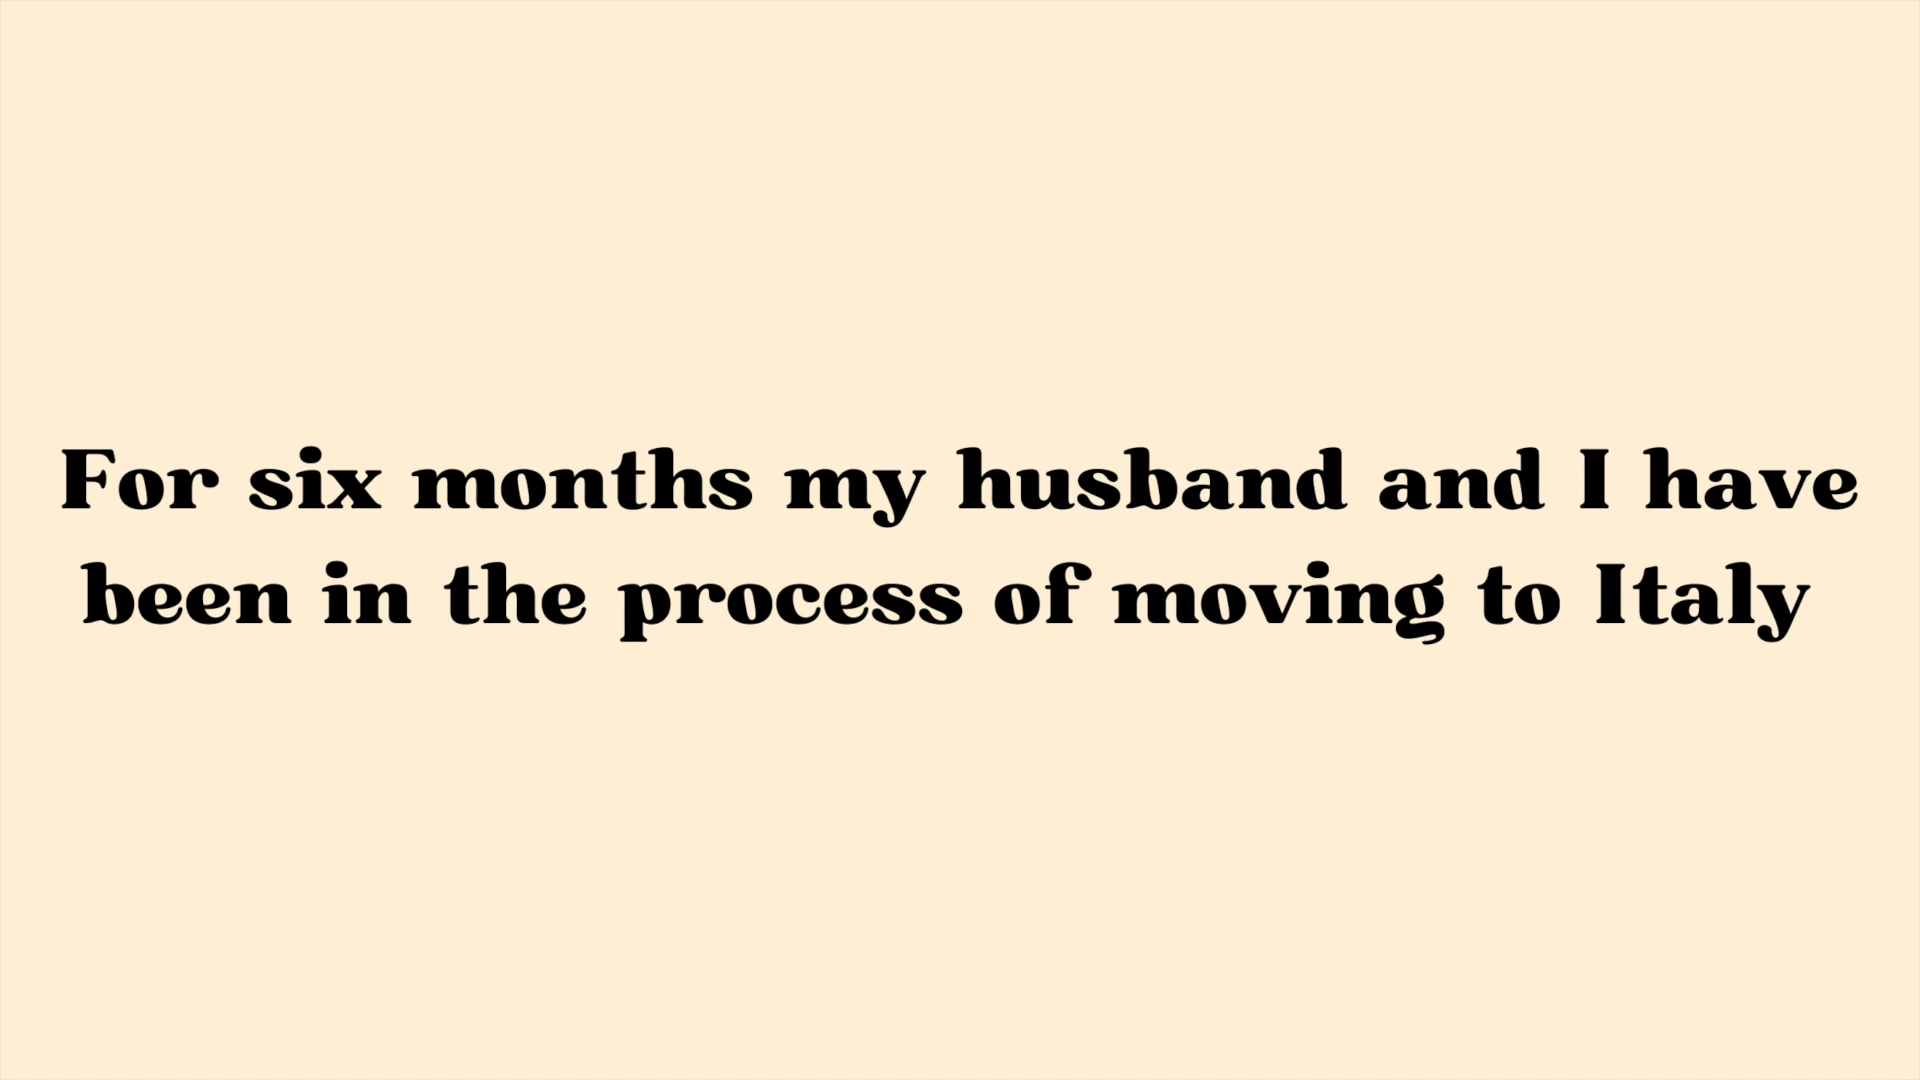 For six months my husband and I have
been in the process of moving to Italy